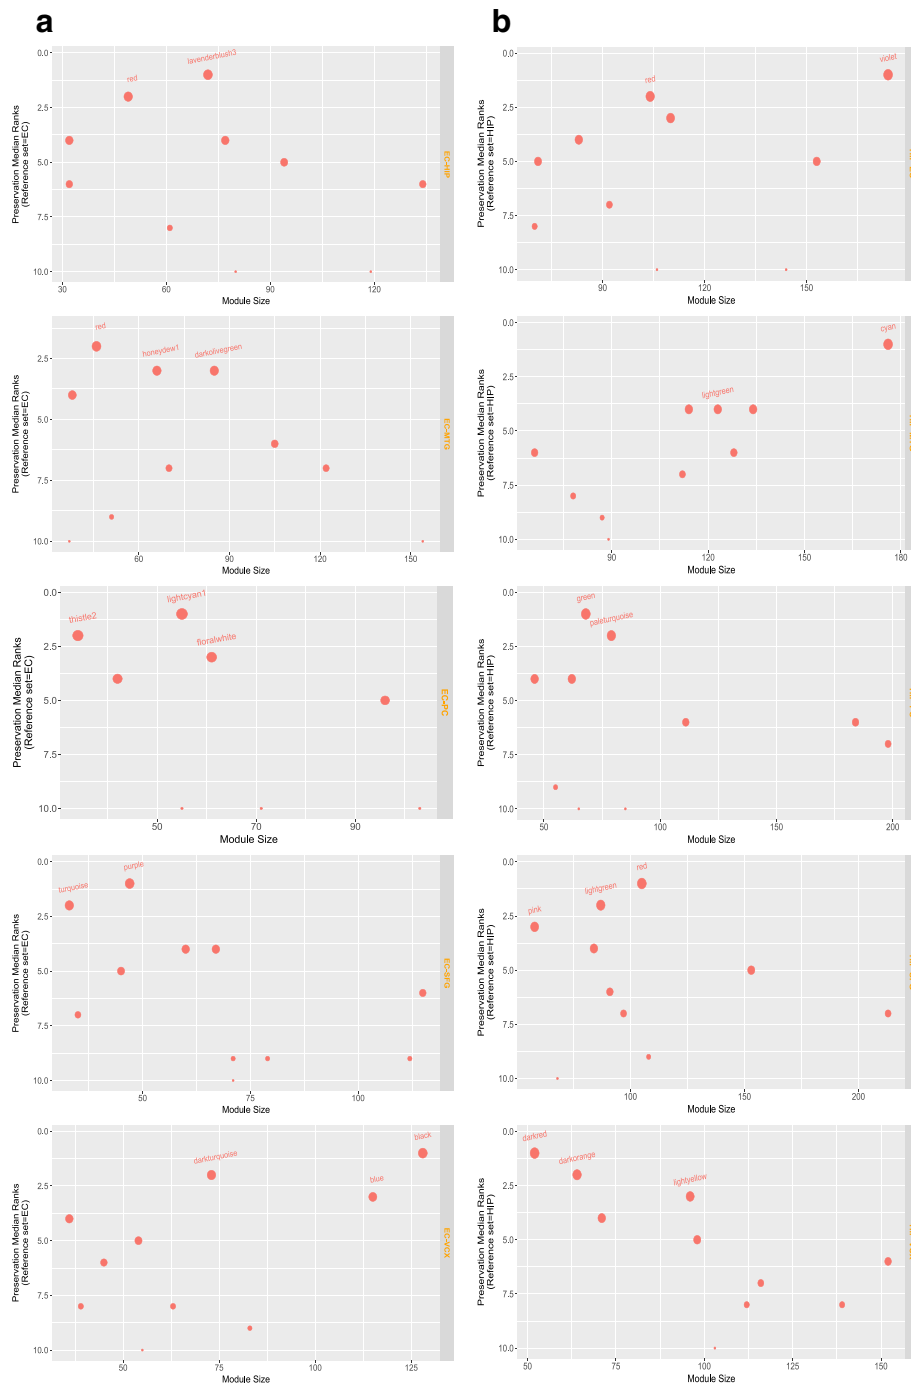 a
0.0
2.5
5.0
7.5
10.0
30
60
90
120
lavenderblush3
red
Preservation Median Ranks
(Reference set=EC)
Module Size
EC-HIP
2.5
5.0
7.5
10.0
60
90
120
150
red
honeydew1
darkolivegreen
Preservation Median Ranks
(Reference set=EC)
Module Size
EC-MTG
0.0
2.5
5.0
7.5
10.0
50
70
90
lightcyan1
thistle2
floralwhite
Preservation Median Ranks
(Reference set=EC)
Module Size
EC-PC
0.0
2.5
5.0
7.5
10.0
50
75
100
purple
turquoise
Preservation Median Ranks
(Reference set=EC)
Module Size
EC-SFG
0.0
2.5
5.0
7.5
10.0
50
75
100
125
black
darkturquoise
blue
Preservation Median Ranks
(Reference set=EC)
Module Size
EC-VCX
b
0.0
2.5
5.0
7.5
10.0
90
120
150
violet
red
Preservation Median Ranks
(Reference set=HIP)
Module Size
0.0
2.5
5.0
7.5
10.0
90
120
150
180
cyan
lightgreen
Preservation Median Ranks
(Reference set=HIP)
Module Size
0.0
2.5
5.0
7.5
10.0
50
100
150
200
green
paleturquoise
Preservation Median Ranks
(Reference set=HIP)
Module Size
0.0
2.5
5.0
7.5
10.0
100
150
200
red
lightgreen
pink
Preservation Median Ranks
(Reference set=HIP)
Module Size
0.0
2.5
5.0
7.5
10.0
50
75
100
125
150
darkred
darkorange
lightyellow
Preservation Median Ranks
(Reference set=HIP)
Module Size